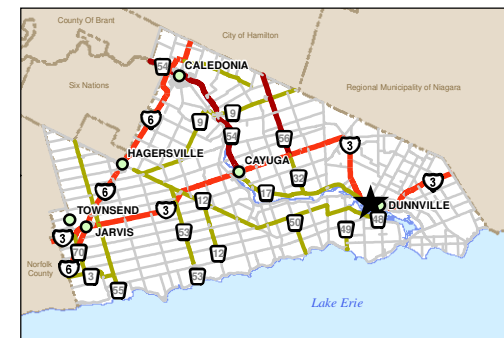 County Of Brant
City of Hamilton
54
CALEDONIA
Six Nations
Regional Municipality of Niagara
6
9
9
54
56
3
HAGERSVILLE
CAYUGA
32
3
6
17
12
TOWNSEND
3
DUNNVILLE
48
JARVIS
50
49
3
53
70
12
Norfolk
County
6
3
53
55
Lake Erie